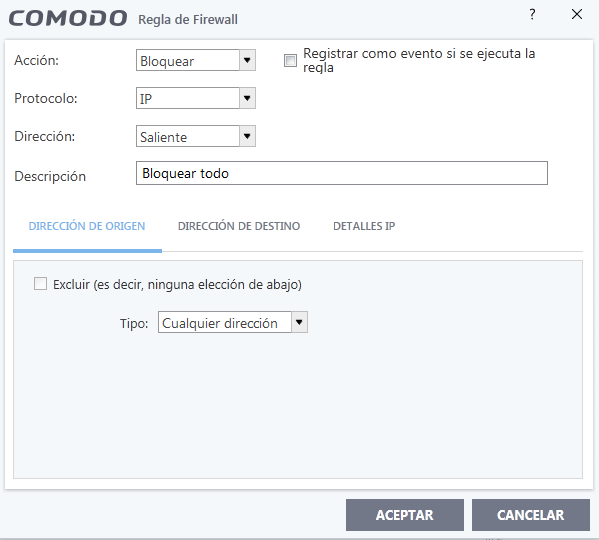 COMODO Regla de Firewall ?
Acción: Bloquear Registrar como evento si se ejecuta la
regla
Protocolo: IP
Dirección: Saliente
Descripción Bloquear todo
DIRECCIÓN DE ORIGEN DIRECCIÓN DE DESTINO DETALLES IP
Excluir (es decir, ninguna elección de abajo)
Tipo: Cualquier dirección
ACEPTAR CANCELAR